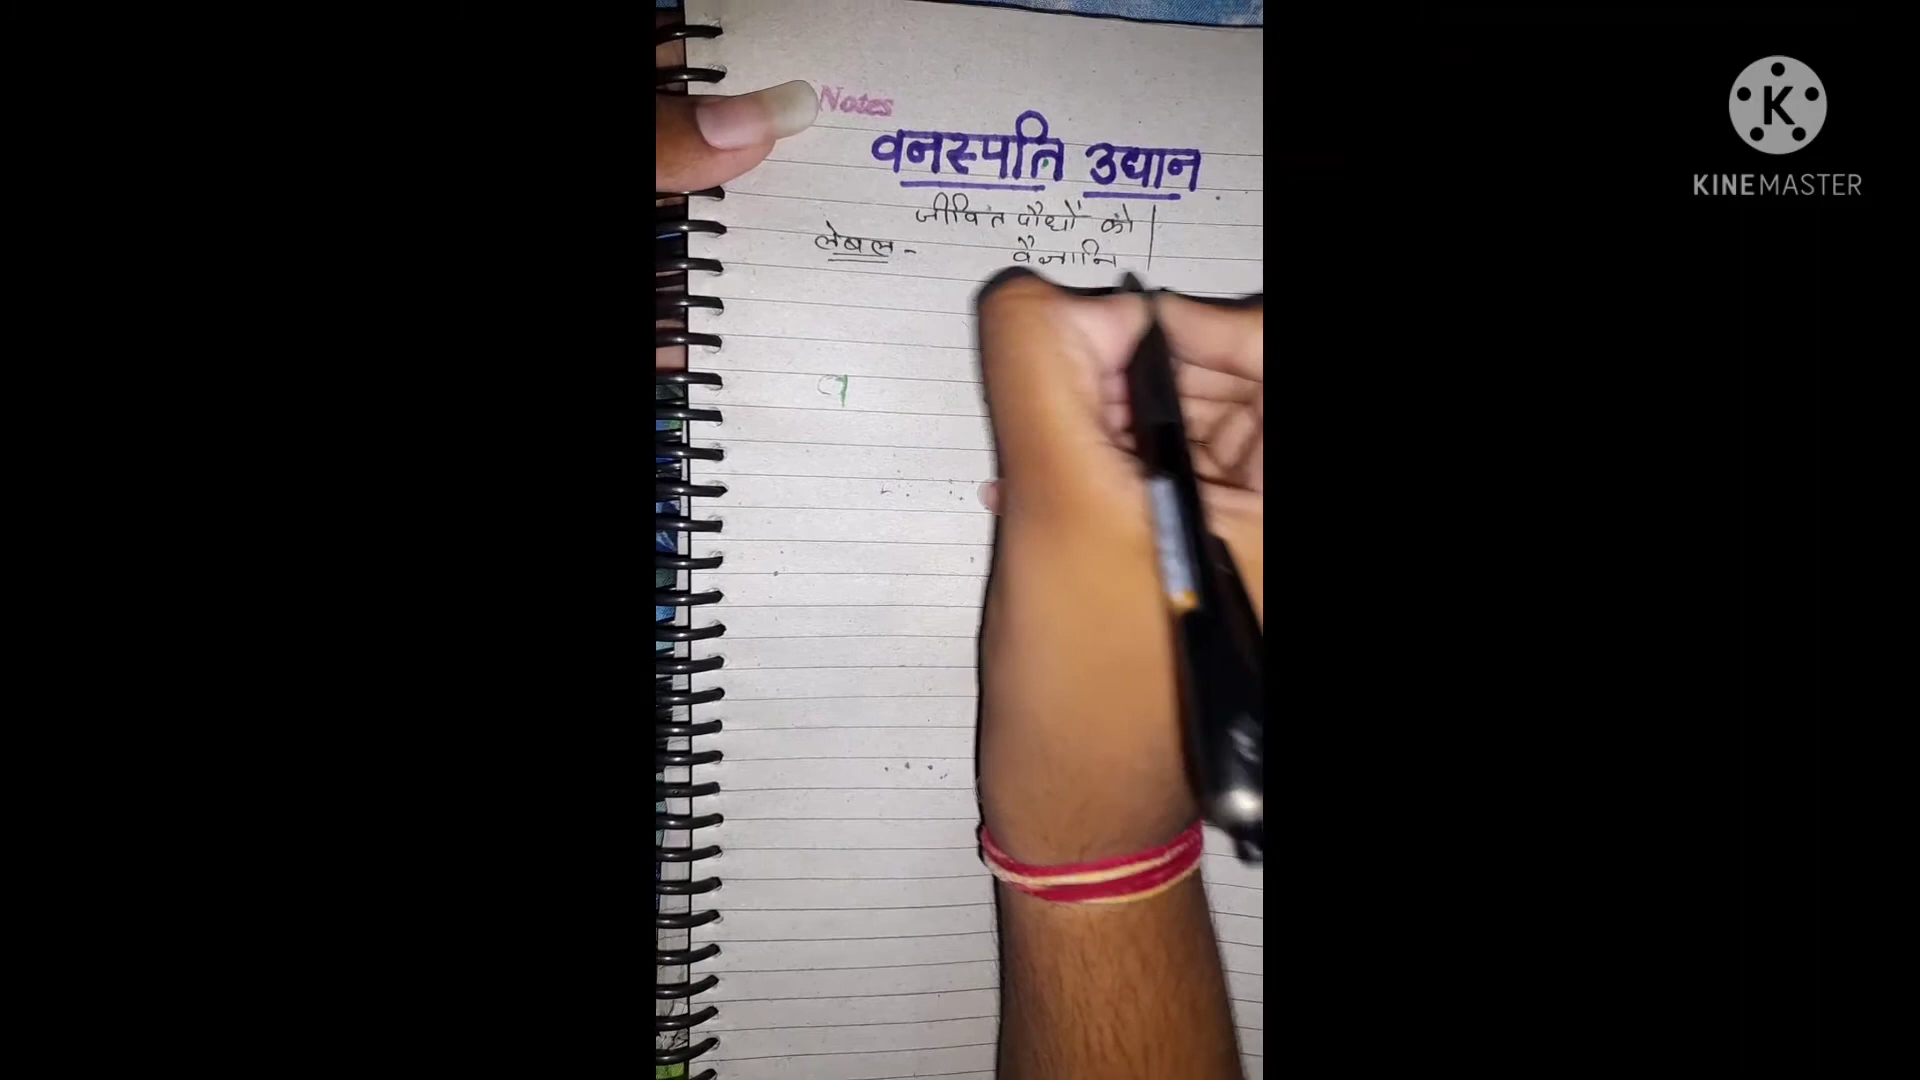 Notes
वनस्पति उद्यान
जीवित पौधों को
लेबल - वैज्ञानि
व
K
KINEMASTER